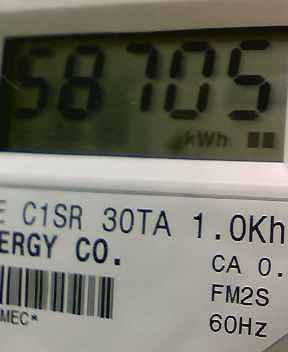 58705
kWh
E C1SR 30TA 1.0Kh
ERGY CO.
CA 0.
FM2S
MEC*
60Hz